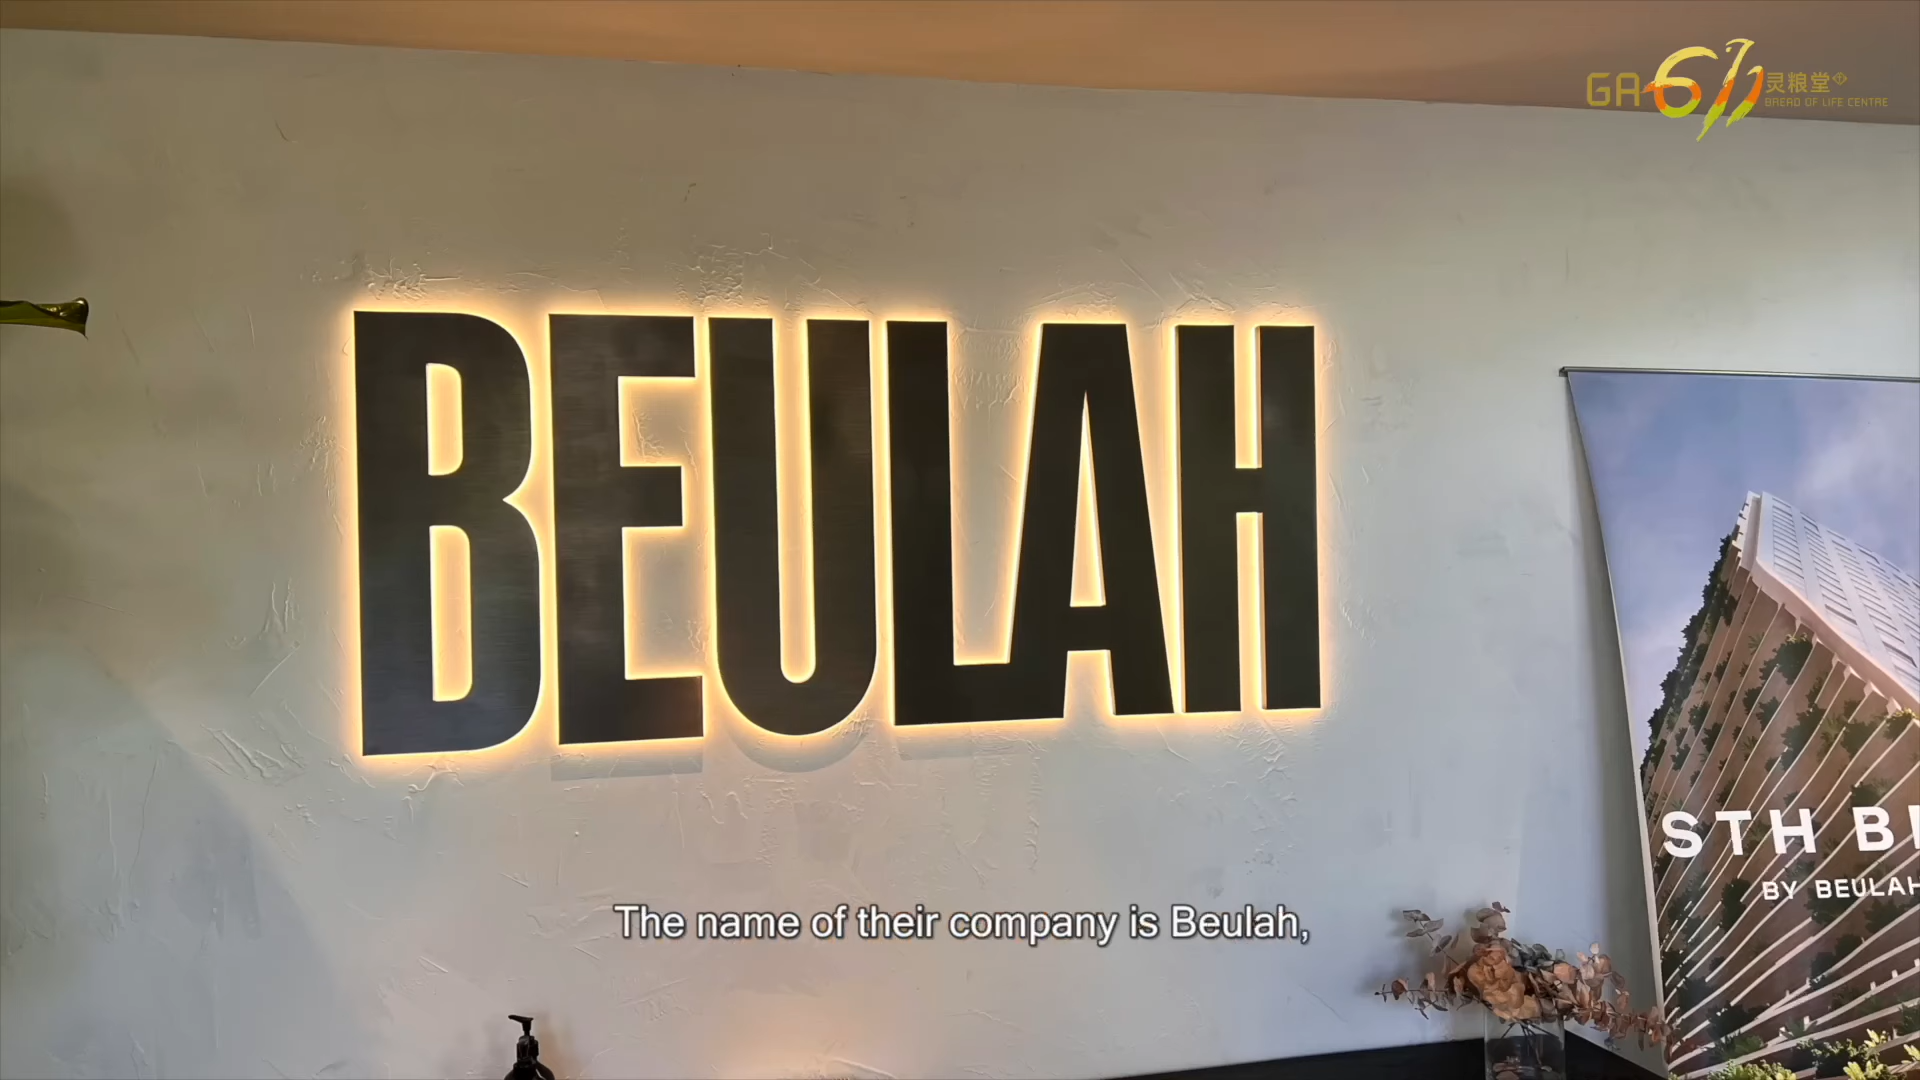 GA 611 灵粮堂
BREAD OF LIFE CENTRE
BEULAH
STH B
BY BEULAH
The name of their company is Beulah,